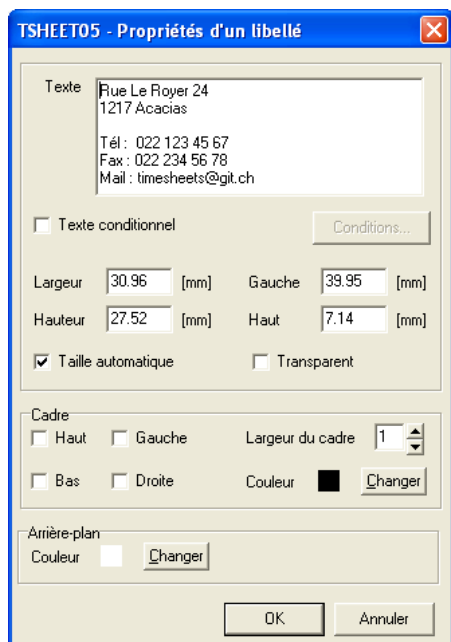 TSHEET05 - Propriétés d'un libellé
Texte
Rue Le Royer 24
1217 Acacias
Tél : 022 123 45 67
Fax : 022 234 56 78
Mail : timesheets@git.ch
Texte conditionnel
Conditions...
Largeur 30.96 [mm] Gauche 39.95 [mm]
Hauteur 27.52 [mm] Haut 7.14 [mm]
Taille automatique Transparent
Cadre
Haut Gauche Largeur du cadre 1
Bas Droite Couleur Changer
Arrière-plan
Couleur Changer
OK Annuler